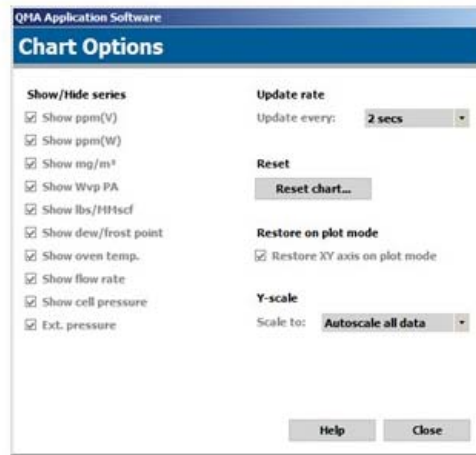 QMA Application Software
Chart Options
Show/Hide series
Show ppm(V)
Show ppm(W)
Show mg/m³
Show Wvp PA
Show lbs/MMscf
Show dew/frost point
Show oven temp.
Show flow rate
Show cell pressure
Ext. pressure
Update rate
Update every: 2 secs
Reset
Reset chart...
Restore on plot mode
Restore XY axis on plot mode
Y-scale
Scale to: Autoscale all data
Help Close